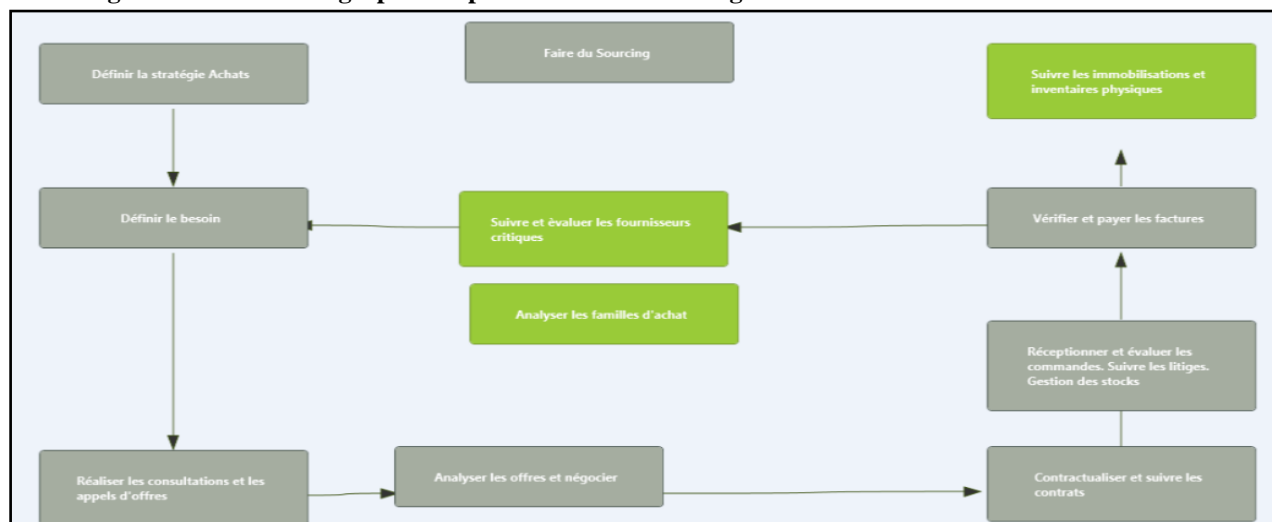 Définir la stratégie Achats
Faire du Sourcing
Suivre les immobilisations et
inventaires physiques
Définir le besoin
Suivre et èvaluer les fournisseurs
critiques
Vérifier et payer les factures
Analyser les familles d'achat
Réceptionner et évaluer les
commandes. Suivre les litiges.
Gestion des stocks
Réaliser les consultations et les
appels d'offres
Analyser les offres et négocier
Contractualiser et suivre les
contrats